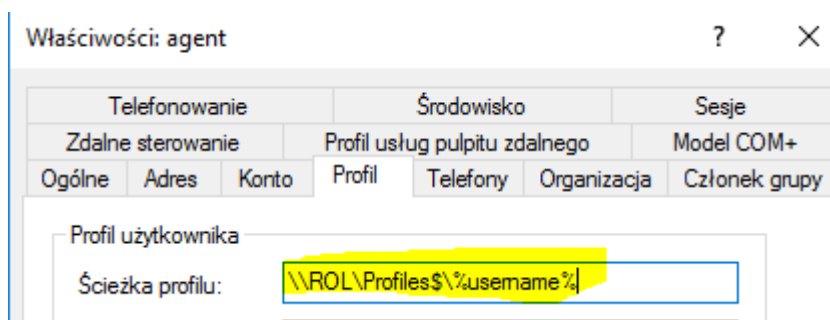 Właściwości: agent ? ×
Telefonowanie Środowisko Sesje
Zdalne sterowanie Profil usług pulpitu zdalnego Model COM+
Ogólne Adres Konto Profil Telefony Organizacja Członek grupy
Profil użytkownika
Ścieżka profilu: \\ROL\Profiles$\%username%